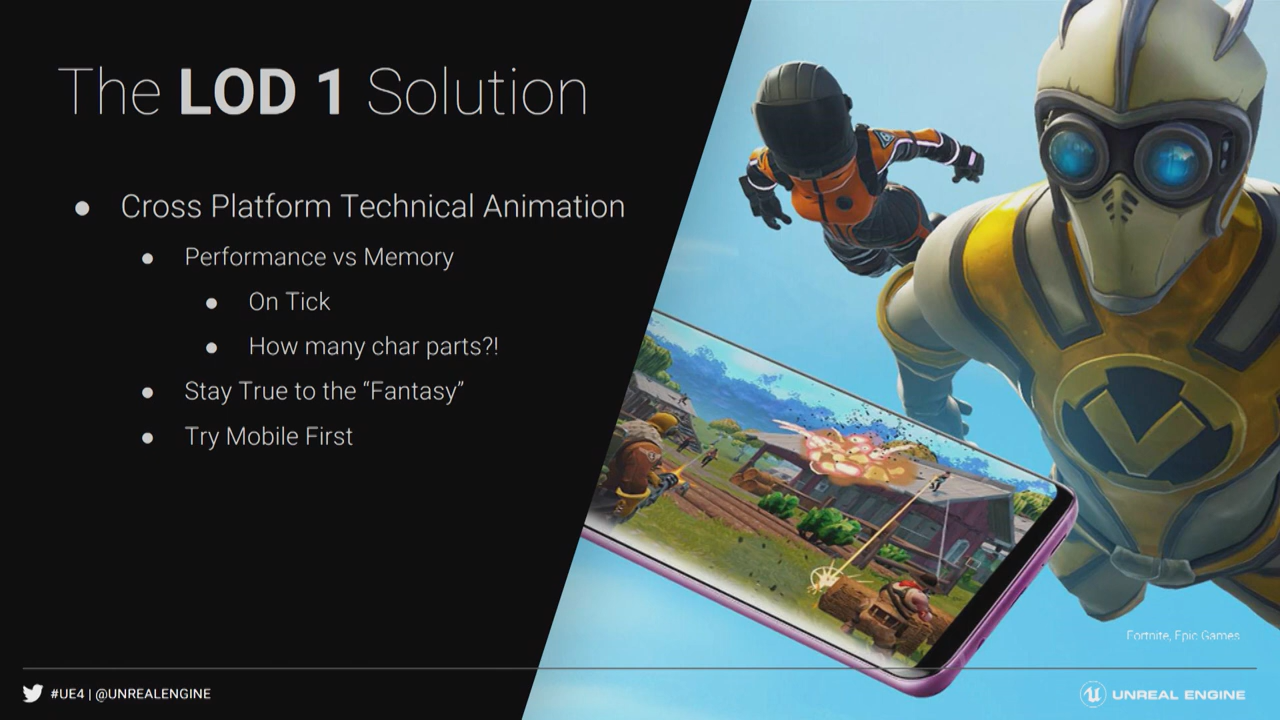 The LOD 1 Solution
Cross Platform Technical Animation
Performance vs Memory
On Tick
How many char parts?!
Stay True to the “Fantasy”
Try Mobile First
Fortnite, Epic Games
#UE4 | @UNREALENGINE
UNREAL ENGINE